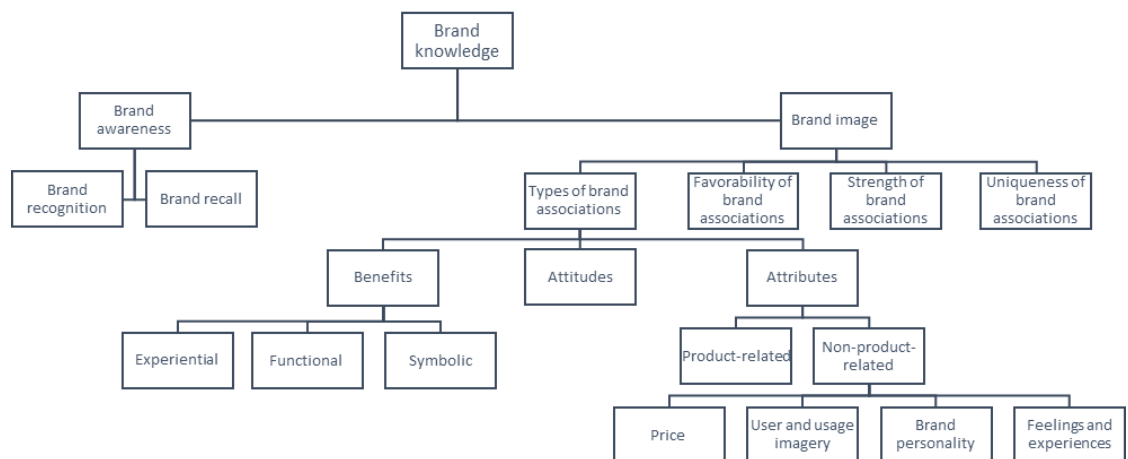 Brand
knowledge
Brand
awareness
Brand image
Brand
recognition
Brand recall
Types of brand
associations
Favorability of
brand
associations
Strength of
brand
associations
Uniqueness of
brand
associations
Benefits
Attitudes
Attributes
Experiential
Functional
Symbolic
Product-related
Non-product-
related
Price
User and usage
imagery
Brand
personality
Feelings and
experiences